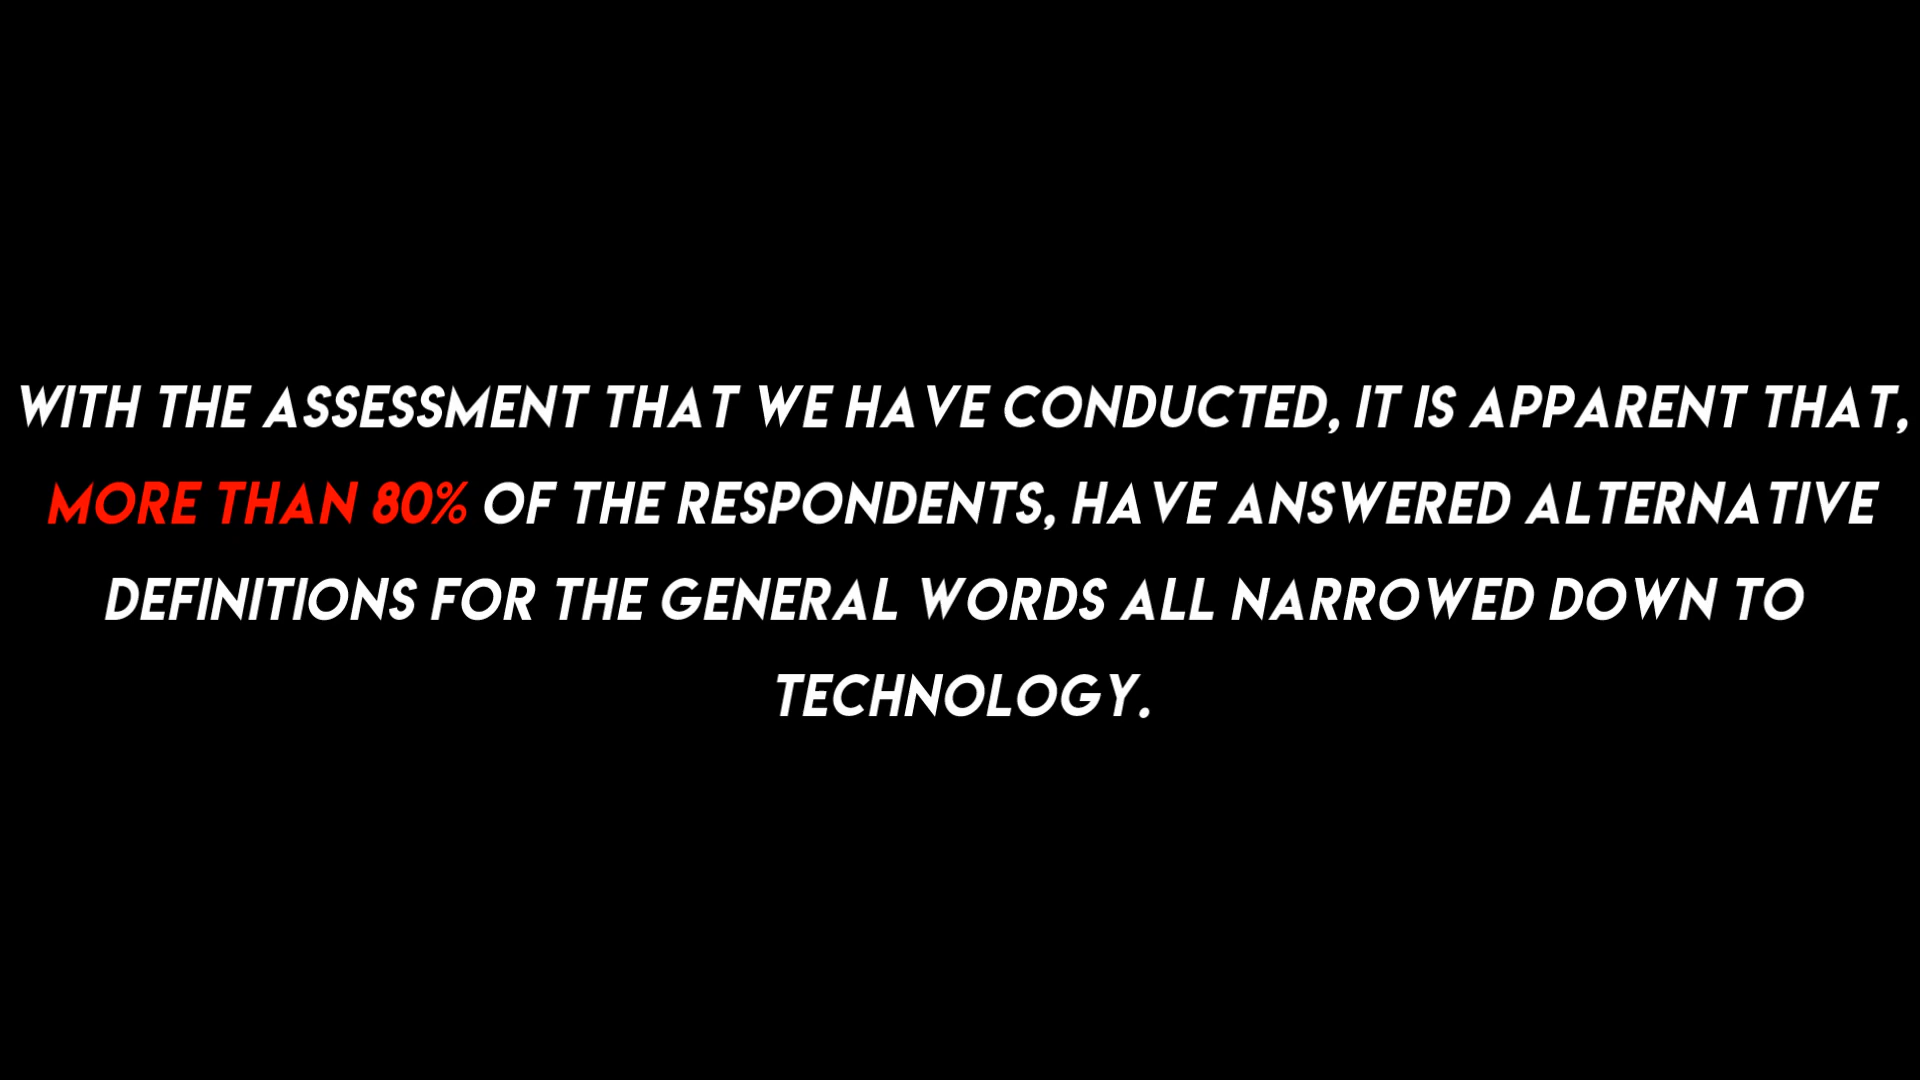 WITH THE ASSESSMENT THAT WE HAVE CONDUCTED, IT IS APPARENT THAT,
MORE THAN 80% OF THE RESPONDENTS, HAVE ANSWERED ALTERNATIVE
DEFINITIONS FOR THE GENERAL WORDS ALL NARROWED DOWN TO
TECHNOLOGY.